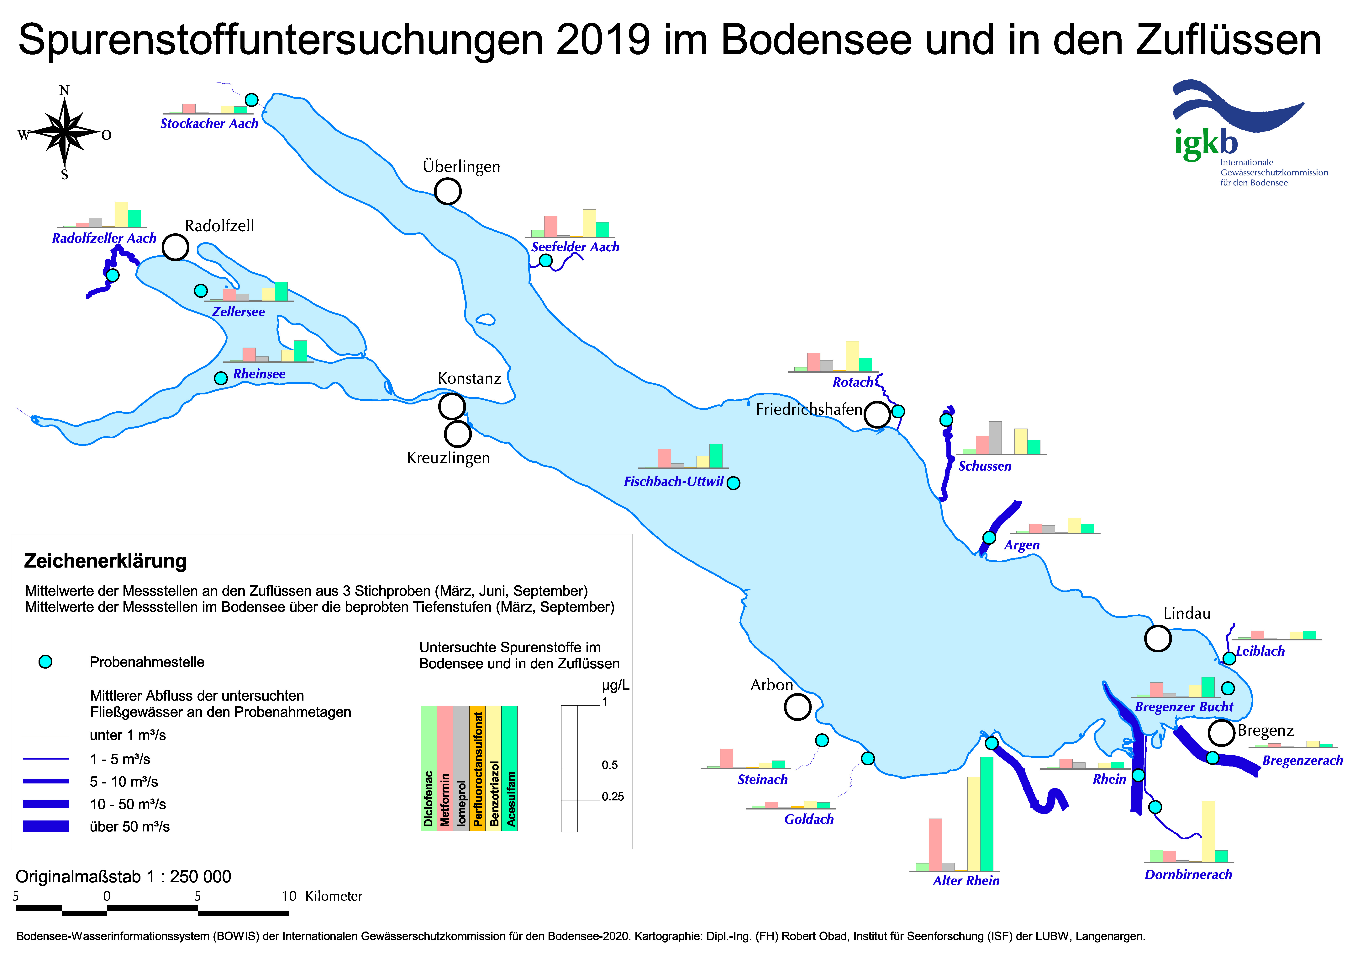 Spurenstoffuntersuchungen 2019 im Bodensee und in den Zuflüssen
N
W
O
S
igkb
Internationale
Gewässerschutzkommission
für den Bodensee
Stockacher Aach
Überlingen
Radolfzell
Radolfzeller Aach
Seefelder Aach
Zellersee
Rheinsee
Konstanz
Kreuzlingen
Rotach
Friedrichshafen
Schussen
Fischbach-Uttwil
Argen
Lindau
Leiblach
Bregenzer Bucht
Bregenz
Bregenzerach
Arbon
Steinach
Goldach
Rhein
Alter Rhein
Dornbirnerach
Zeichenerklärung
Mittelwerte der Messstellen an den Zuflüssen aus 3 Stichproben (März, Juni, September)
Mittelwerte der Messstellen im Bodensee über die beprobten Tiefenstufen (März, September)
Probenahmestelle
Mittlerer Abfluss der untersuchten
Fließgewässer an den Probenahmetagen
unter 1 m³/s
1 - 5 m³/s
5 - 10 m³/s
10 - 50 m³/s
über 50 m³/s
Untersuchte Spurenstoffe im
Bodensee und in den Zuflüssen
Diclofenac
Metformin
Iomeprol
Perfluoroctansulfonat
Benzotriazol
Acesulfam
µg/L
1
0.5
0.25
Originalmaßstab 1 : 250 000
5 0 5 10 Kilometer
Bodensee-Wasserinformationssystem (BOWIS) der Internationalen Gewässerschutzkommission für den Bodensee-2020. Kartographie: Dipl.-Ing. (FH) Robert Obad, Institut für Seenforschung (ISF) der LUBW, Langenargen.